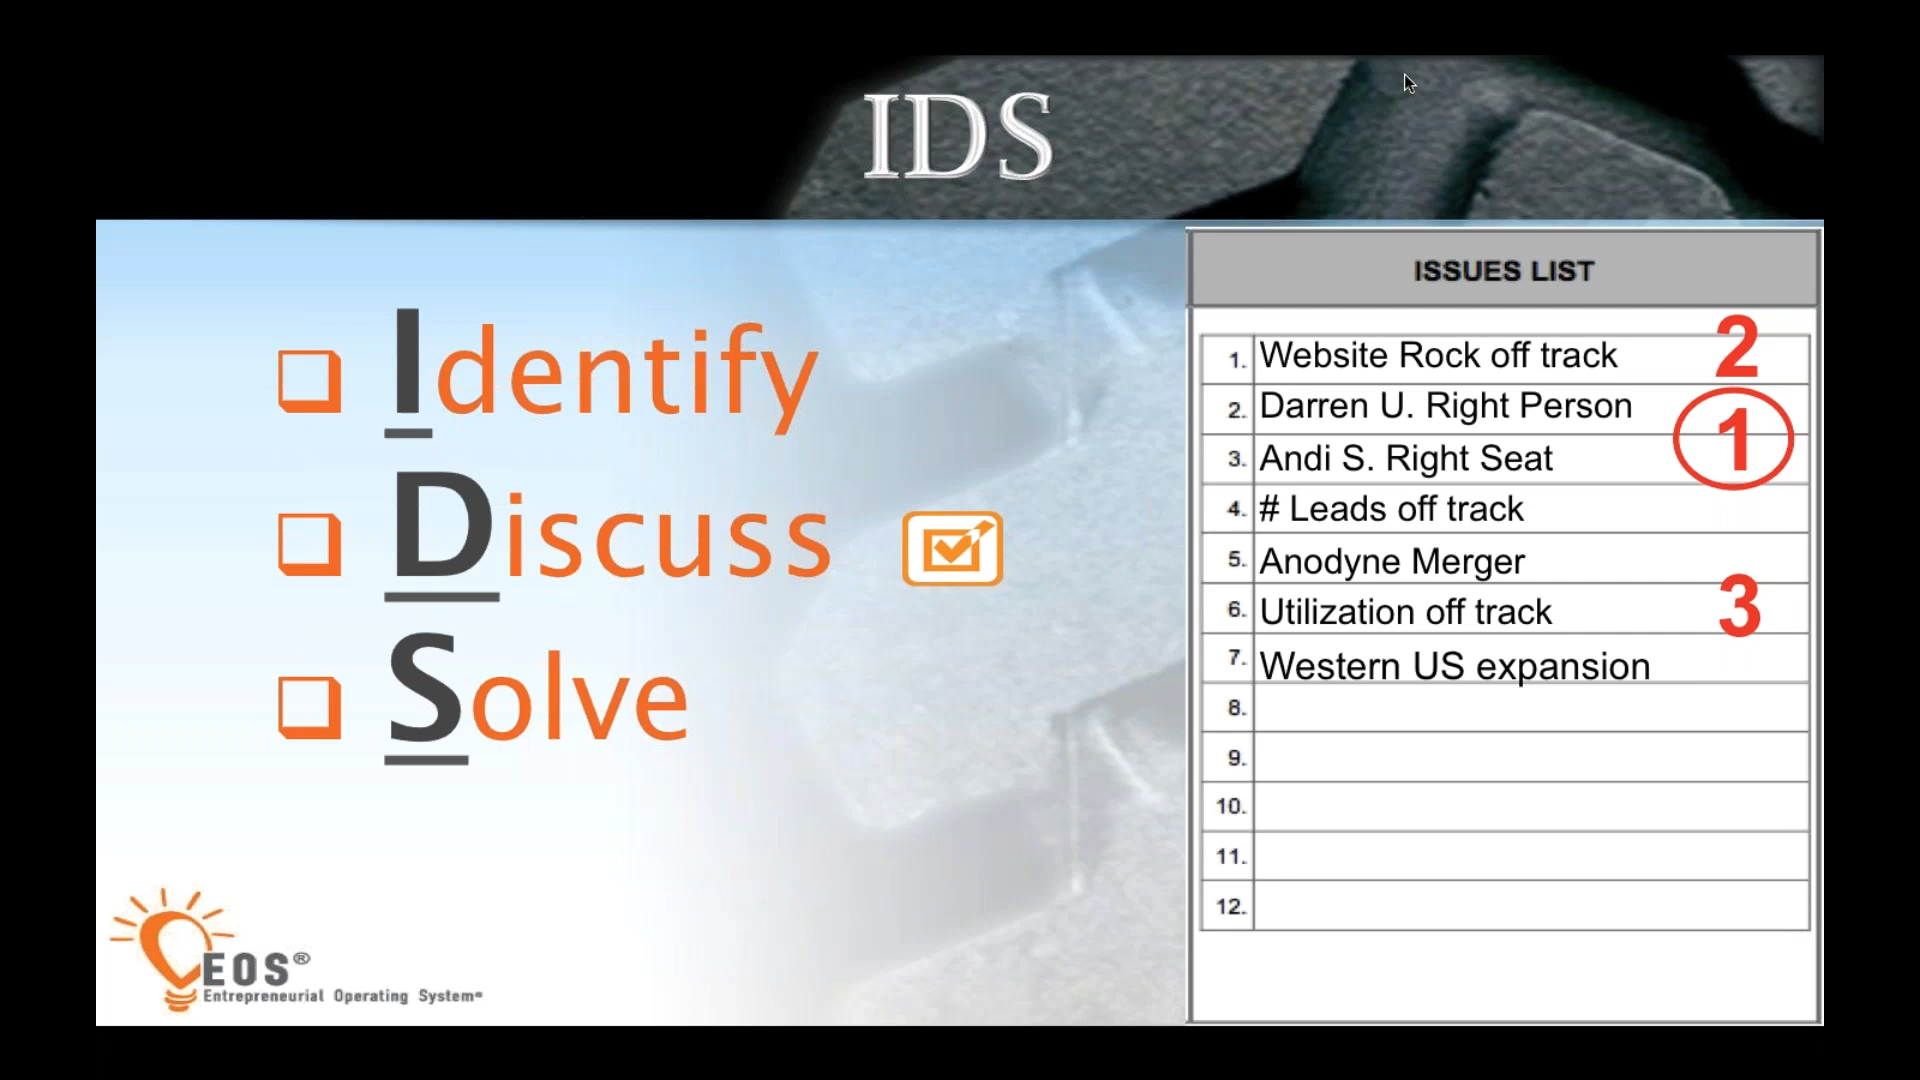 IDS
Identify
Discuss
Solve
EOS®
Entrepreneurial Operating System®
ISSUES LIST
1. Website Rock off track 2
2. Darren U. Right Person
1
3. Andi S. Right Seat
4. # Leads off track
5. Anodyne Merger
6. Utilization off track 3
7. Western US expansion
8.
9.
10.
11.
12.